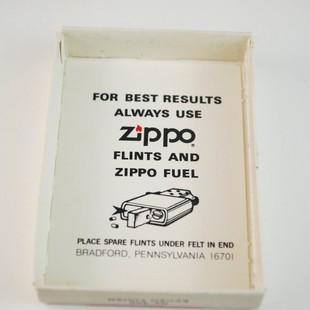 FOR BEST RESULTS
ALWAYS USE
Zippo®
FLINTS AND
ZIPPO FUEL
PLACE SPARE FLINTS UNDER FELT IN END
BRADFORD, PENNSYLVANIA 16701